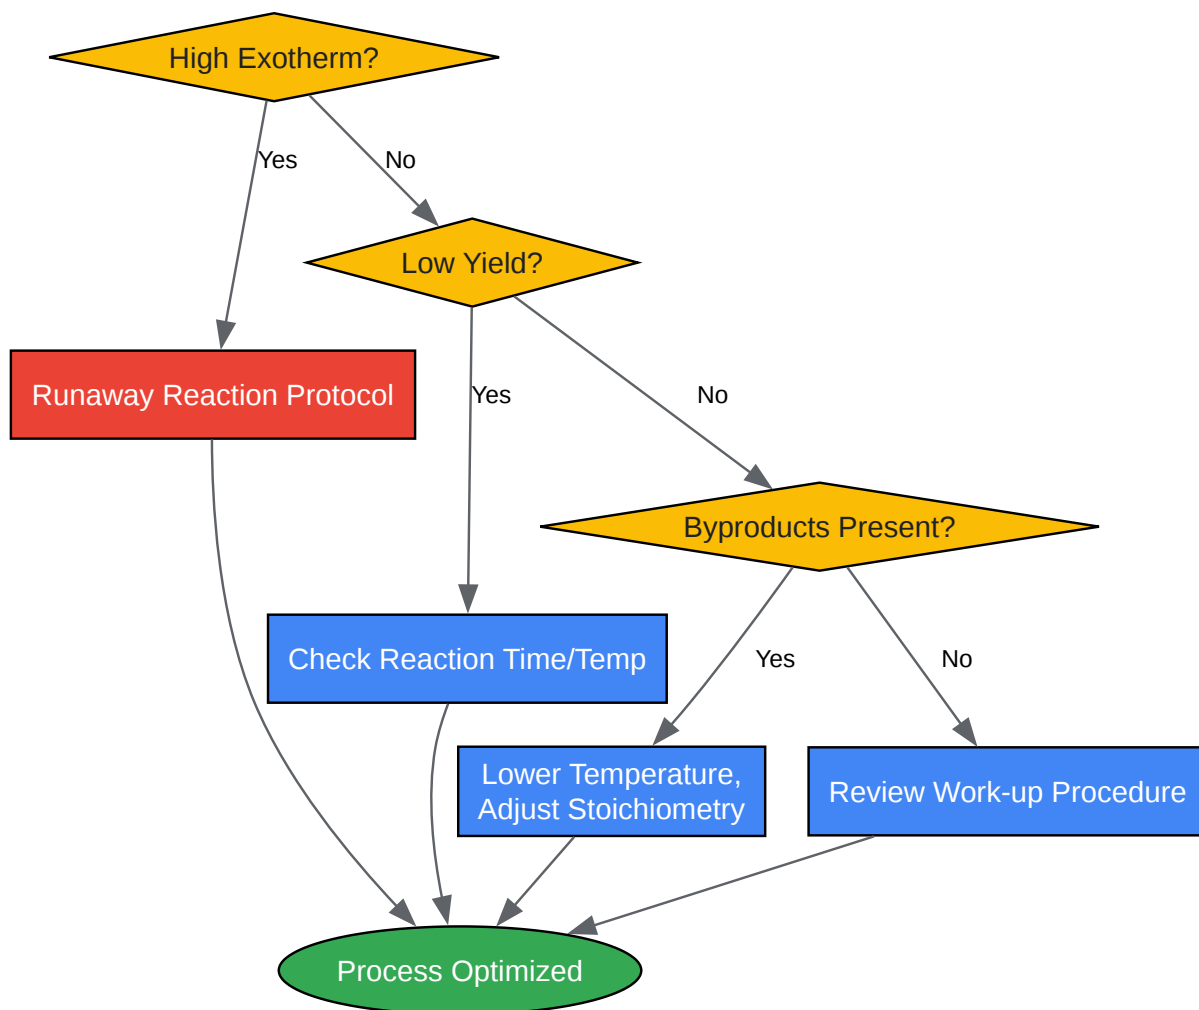 High Exotherm?
Yes
No
Low Yield?
Runaway Reaction Protocol
Yes
No
Byproducts Present?
Check Reaction Time/Temp
Yes
No
Lower Temperature,
Adjust Stoichiometry
Review Work-up Procedure
Process Optimized